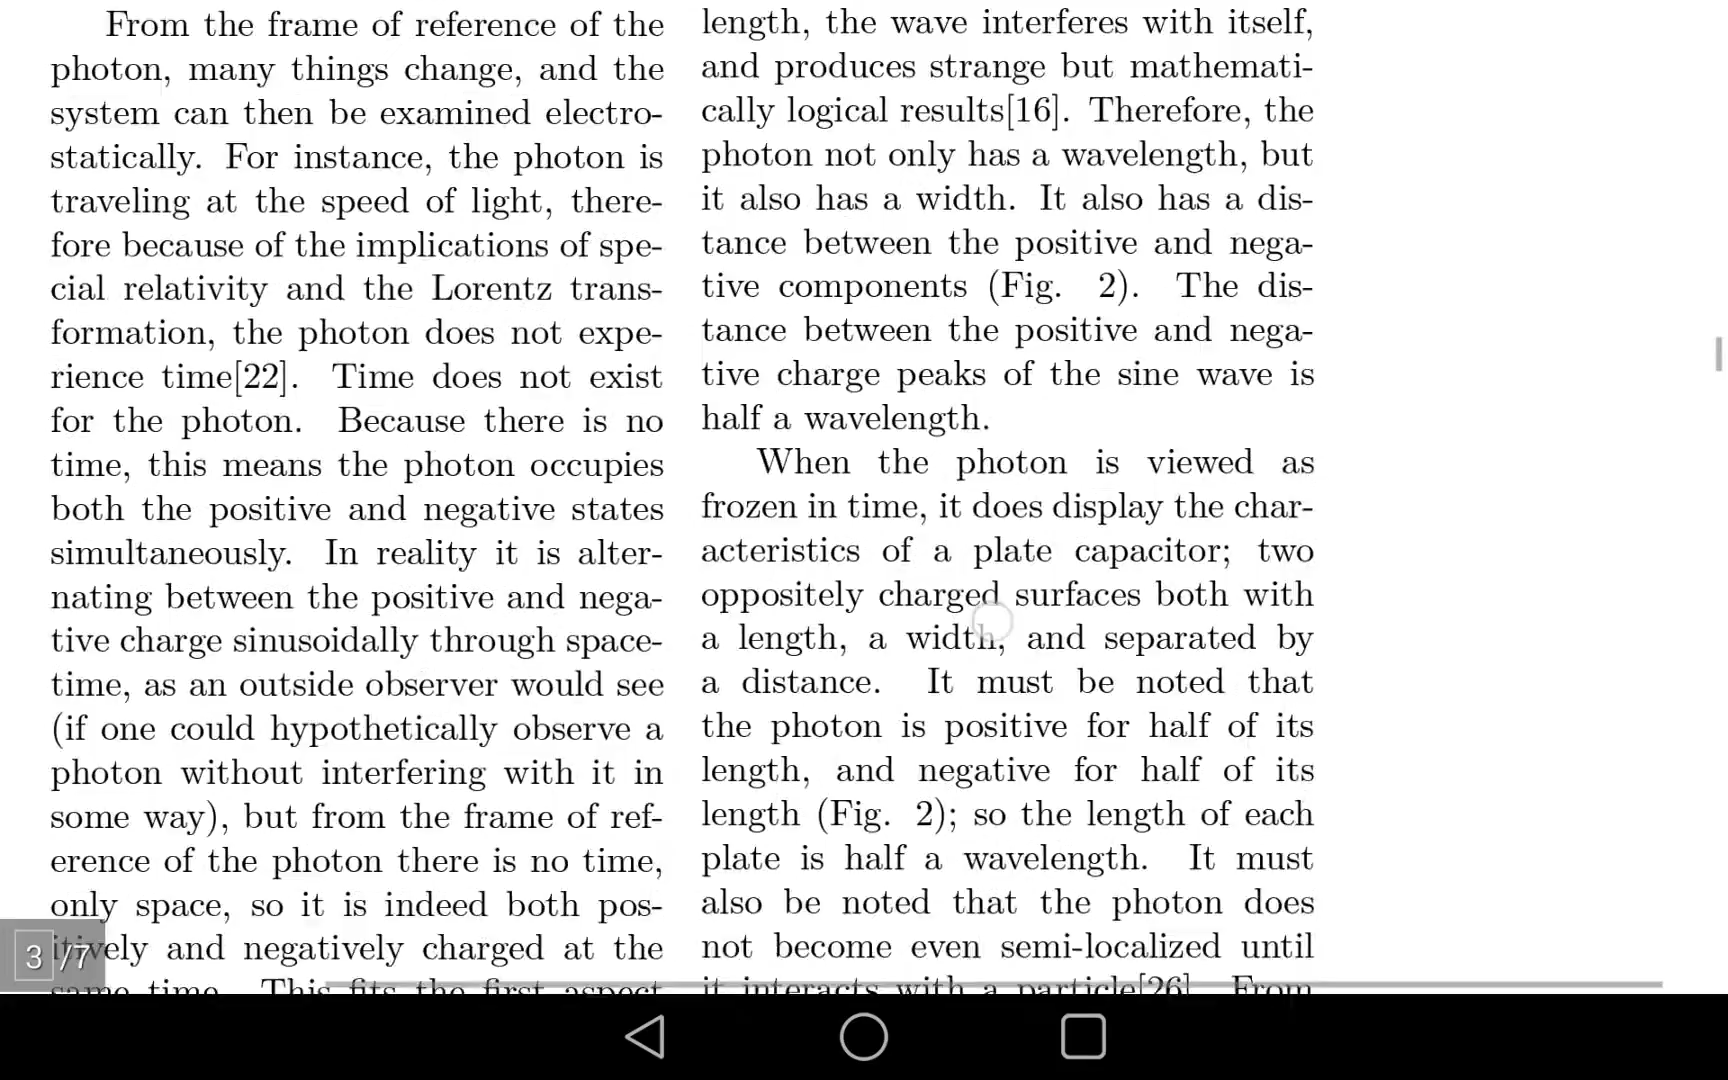 From the frame of reference of the
photon, many things change, and the
system can then be examined electro-
statically. For instance, the photon is
traveling at the speed of light, there-
fore because of the implications of spe-
cial relativity and the Lorentz trans-
formation, the photon does not expe-
rience time[22]. Time does not exist
for the photon. Because there is no
time, this means the photon occupies
both the positive and negative states
simultaneously. In reality it is alter-
nating between the positive and nega-
tive charge sinusoidally through space-
time, as an outside observer would see
(if one could hypothetically observe a
photon without interfering with it in
some way), but from the frame of ref-
erence of the photon there is no time,
only space, so it is indeed both pos-
itively and negatively charged at the
same time. This fits the first aspect
length, the wave interferes with itself,
and produces strange but mathemati-
cally logical results[16]. Therefore, the
photon not only has a wavelength, but
it also has a width. It also has a dis-
tance between the positive and nega-
tive components (Fig. 2). The dis-
tance between the positive and nega-
tive charge peaks of the sine wave is
half a wavelength.
When the photon is viewed as
frozen in time, it does display the char-
acteristics of a plate capacitor; two
oppositely charged surfaces both with
a length, a width, and separated by
a distance. It must be noted that
the photon is positive for half of its
length, and negative for half of its
length (Fig. 2); so the length of each
plate is half a wavelength. It must
also be noted that the photon does
not become even semi-localized until
it interacts with a particle[26]. From
3 /7